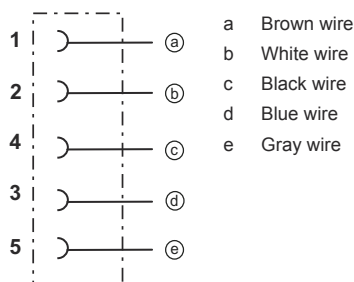 1 ⓐ
2 ⓑ
4 ⓒ
3 ⓓ
5 ⓔ
a Brown wire
b White wire
c Black wire
d Blue wire
e Gray wire